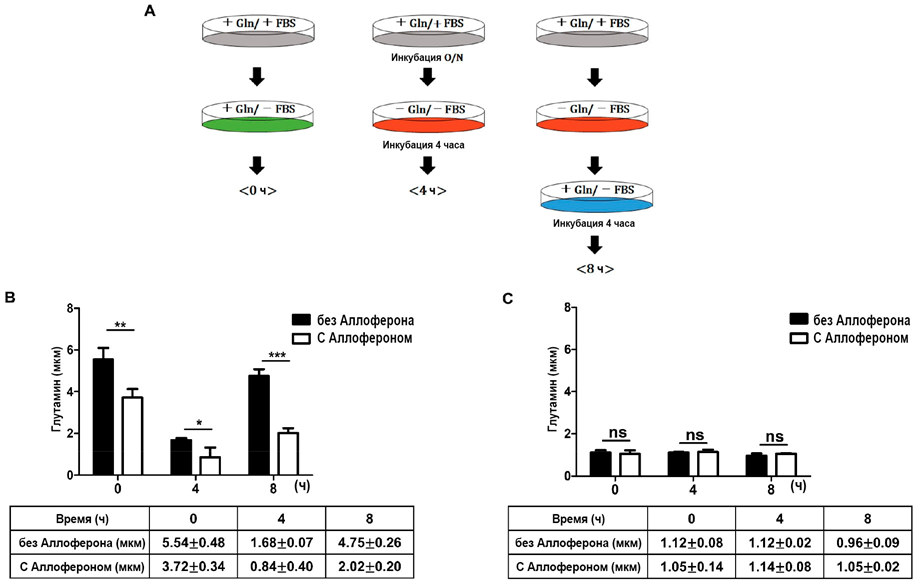 A
+ Gln/+ FBS
+ Gln/+ FBS
+ Gln/+ FBS
Инкубация O/N
+ Gln/− FBS
− Gln/− FBS
− Gln/− FBS
Инкубация 4 часа
<0 ч>
<4 ч>
+ Gln/− FBS
Инкубация 4 часа
<8 ч>
B
Глутамин (мкм)
8
6
4
2
0
**
*
***
без Аллоферона
С Аллофероном
0 4 8 (ч)
Время (ч) 0 4 8
без Аллоферона (мкм) 5.54±0.48 1.68±0.07 4.75±0.26
С Аллофероном (мкм) 3.72±0.34 0.84±0.40 2.02±0.20
C
Глутамин (мкм)
8
6
4
2
0
ns
ns
ns
без Аллоферона
С Аллофероном
0 4 8 (ч)
Время (ч) 0 4 8
без Аллоферона (мкм) 1.12±0.08 1.12±0.02 0.96±0.09
С Аллофероном (мкм) 1.05±0.14 1.14±0.08 1.05±0.02